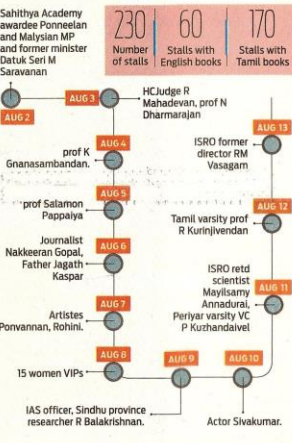 Sahithya Academy
awardee Ponneelan
and Malysian MP
and former minister
Datuk Seri M
Saravanan
230
Number
of stalls
60
Stalls with
English books
170
Stalls with
Tamil books
AUG 2
AUG 3
HCJudge R
Mahadevan, prof N
Dharmarajan
AUG 4
prof K
Gnanasambandan.
AUG 5
prof Salamon
Pappaiya
AUG 6
Journalist
Nakkeeran Gopal,
Father Jagath
Kaspar
AUG 7
Artistes
Ponvannan, Rohini.
AUG 8
15 women VIPs
AUG 9
IAS officer, Sindhu province
researcher R Balakrishnan.
AUG 10
Actor Sivakumar.
AUG 11
ISRO retd
scientist
Mayilsamy
Annadurai,
Periyar varsity VC
P Kuzhandaivel
AUG 12
Tamil varsity prof
R Kurinjivendan
AUG 13
ISRO former
director RM
Vasagam